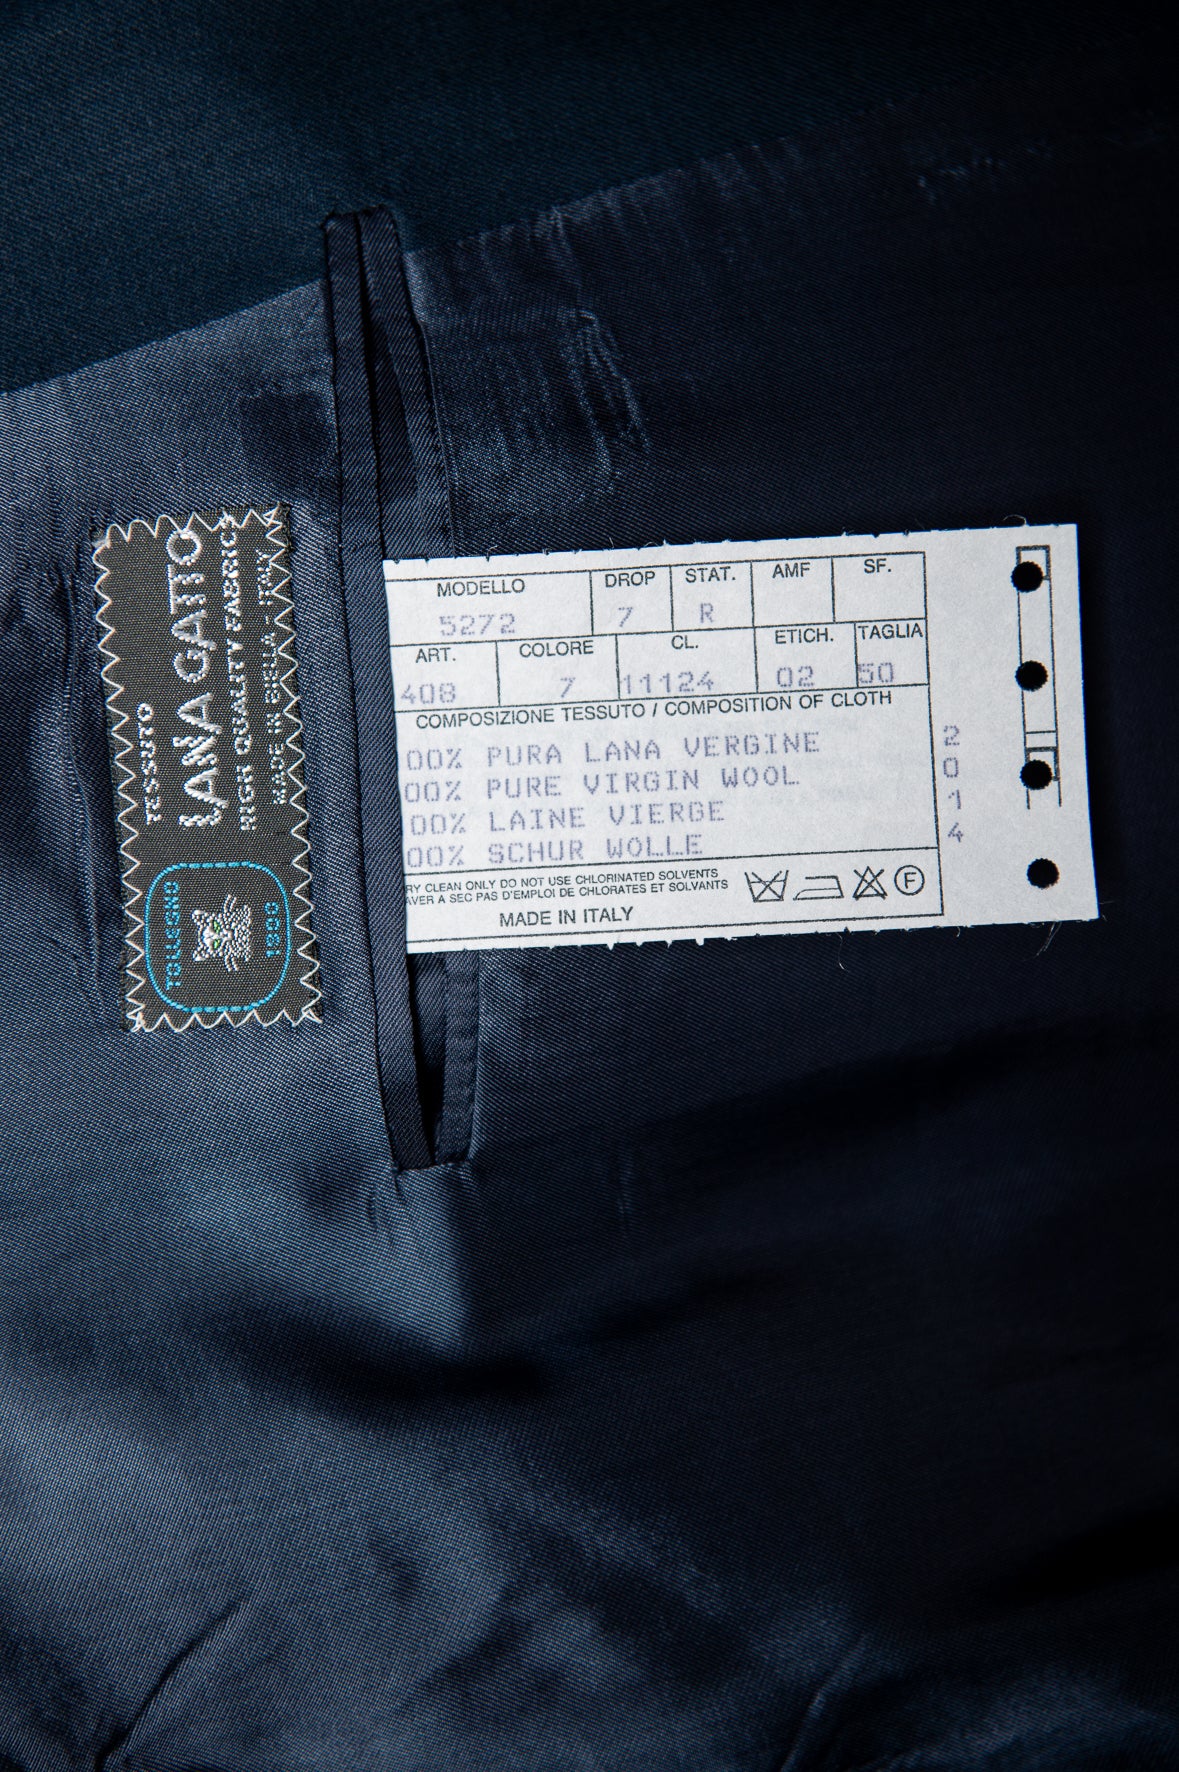 TESSUTO
LANA GATTO
HIGH QUALITY FABRICS
MADE IN BIELLA ITALY
TOLLEGNO
1900
MODELLO DROP STAT. AMF SF.
5272 7 R
ART. COLORE CL. ETICH. TAGLIA
408 7 11124 02 50
COMPOSIZIONE TESSUTO / COMPOSITION OF CLOTH
00% PURA LANA VERGINE
00% PURE VIRGIN WOOL
00% LAINE VIERGE
00% SCHUR WOLLE
RY CLEAN ONLY DO NOT USE CHLORINATED SOLVENTS
AVER A SEC PAS D'EMPLOI DE CHLORATES ET SOLVANTS
F
MADE IN ITALY
2014